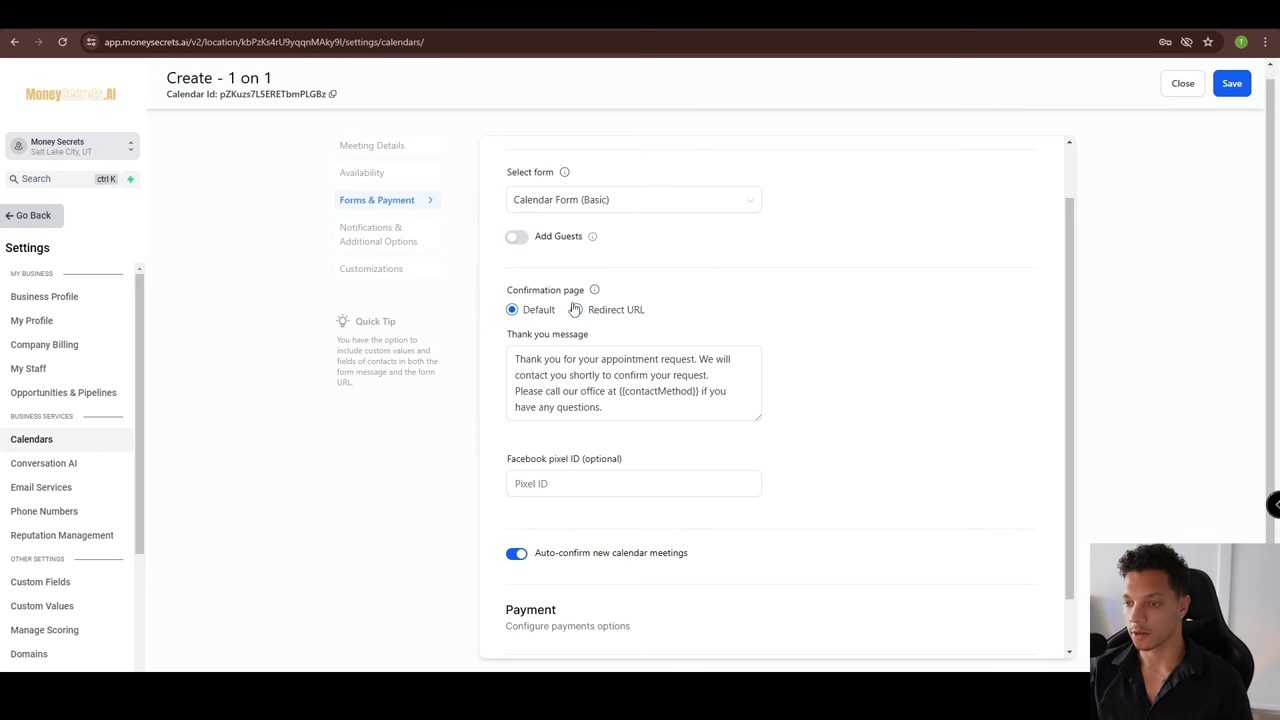 app.moneysecrets.ai/v2/location/kbPzKs4rU9yqqnMAky9I/settings/calendars/
T
MoneySecrets.AI
Money Secrets
Salt Lake City, UT
Search
ctrl K
Go Back
Settings
MY BUSINESS
Business Profile
My Profile
Company Billing
My Staff
Opportunities & Pipelines
BUSINESS SERVICES
Calendars
Conversation AI
Email Services
Phone Numbers
Reputation Management
OTHER SETTINGS
Custom Fields
Custom Values
Manage Scoring
Domains
Create - 1 on 1
Calendar Id: pZKuzs7L5ERETbmPLGBz
Close
Save
Meeting Details
Availability
Forms & Payment
Notifications &
Additional Options
Customizations
Quick Tip
You have the option to
include custom values and
fields of contacts in both the
form message and the form
URL.
Select form
Calendar Form (Basic)
Add Guests
Confirmation page
Default
Redirect URL
Thank you message
Thank you for your appointment request. We will
contact you shortly to confirm your request.
Please call our office at {{contactMethod}} if you
have any questions.
Facebook pixel ID (optional)
Pixel ID
Auto-confirm new calendar meetings
Payment
Configure payments options